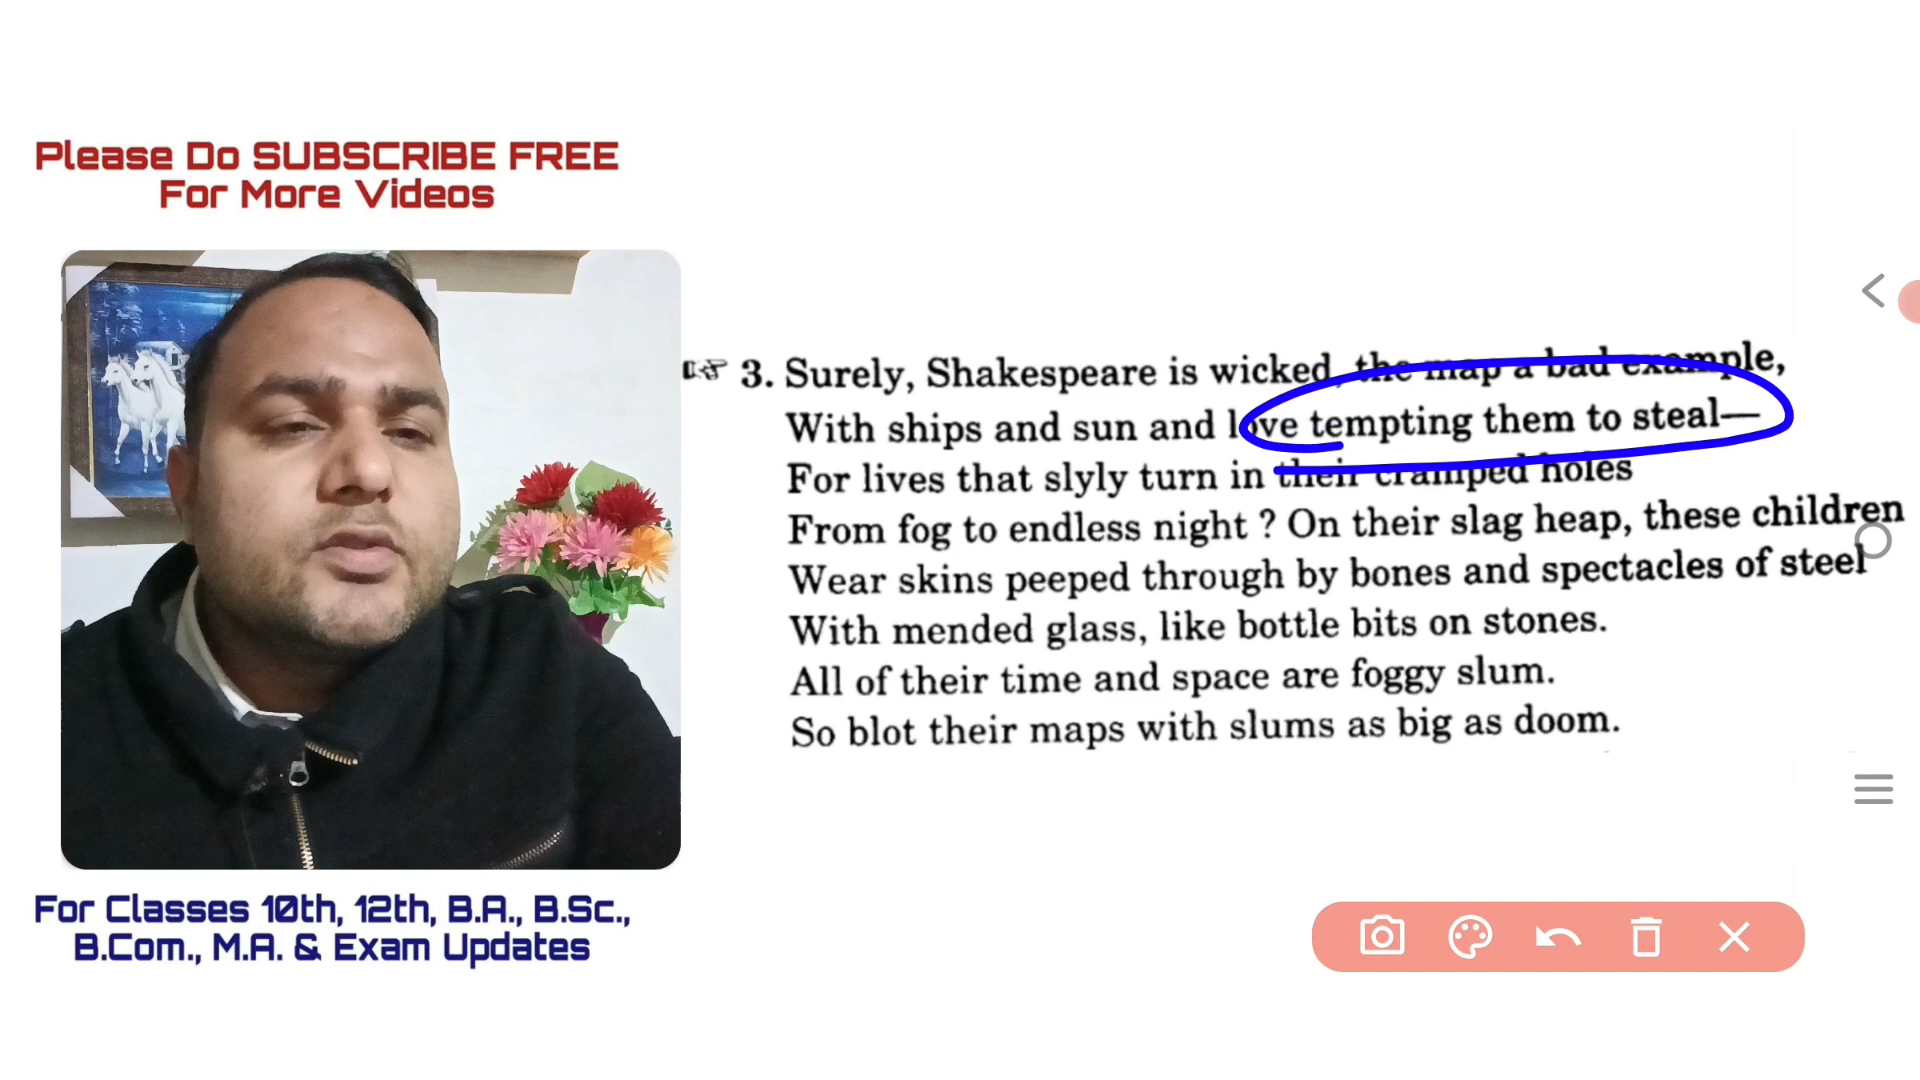 Please Do SUBSCRIBE FREE
For More Videos
3. Surely, Shakespeare is wicked, the map a bad example,
With ships and sun and love tempting them to steal—
For lives that slyly turn in their cramped holes
From fog to endless night ? On their slag heap, these children
Wear skins peeped through by bones and spectacles of steel
With mended glass, like bottle bits on stones.
All of their time and space are foggy slum.
So blot their maps with slums as big as doom.
For Classes 10th, 12th, B.A., B.Sc.,
B.Com., M.A. & Exam Updates